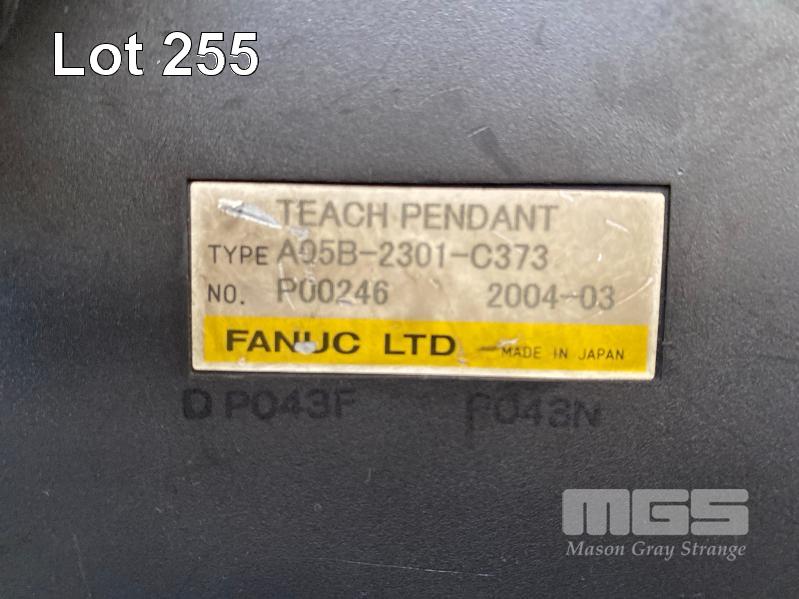 Lot 255
TEACH PENDANT
TYPE A05B-2301-C373
NO. P00246 2004-03
FANUC LTD MADE IN JAPAN
D P043F P043N
MGS
Mason Gray Strange